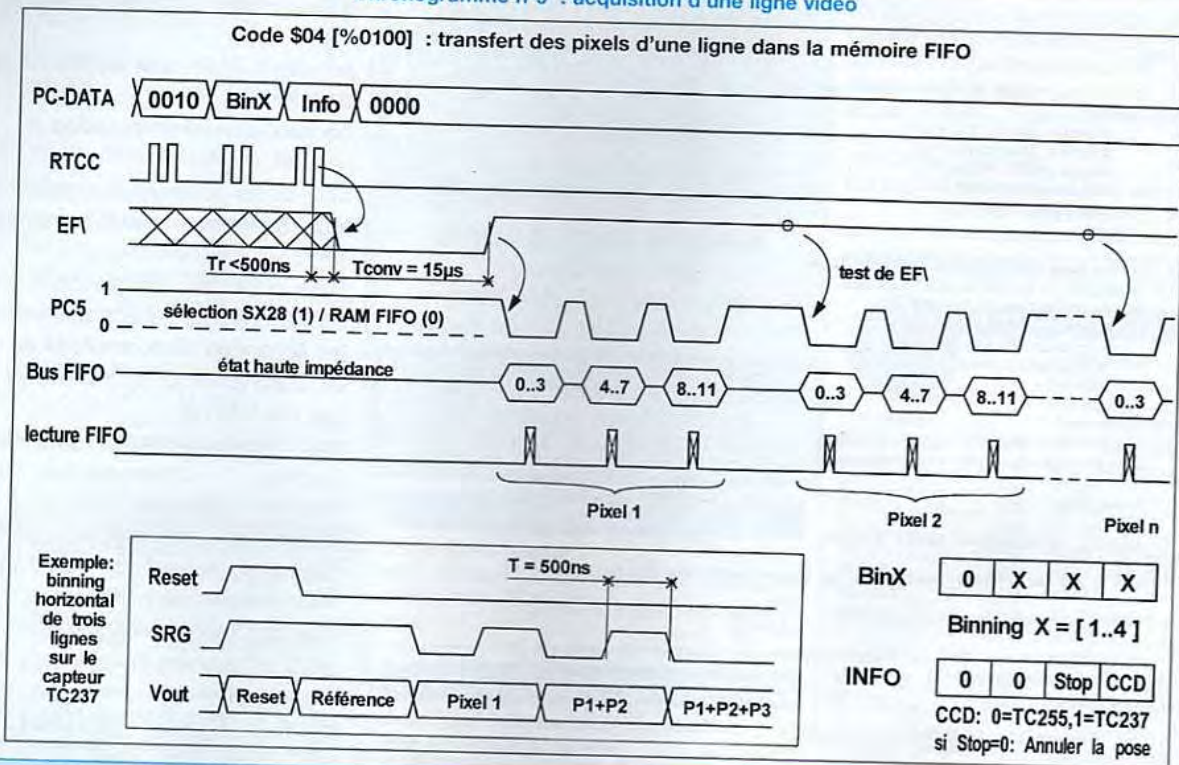 : acquisition d'une ligne vidéo
Code $04 [%0100] : transfert des pixels d'une ligne dans la mémoire FIFO
PC-DATA 0010 BinX Info 0000
RTCC
EF\
Tr <500ns Tconv = 15µs
test de EF\
PC5 1 sélection SX28 (1) / RAM FIFO (0)
0
état haute impédance
Bus FIFO 0..3 4..7 8..11 0..3 4..7 8..11 0..3
lecture FIFO
Pixel 1 Pixel 2 Pixel n
Exemple:
binning
horizontal
de trois
lignes
sur le
capteur
TC237
Reset T = 500ns
SRG
Vout Reset Référence Pixel 1 P1+P2 P1+P2+P3
BinX 0 X X X
Binning X = [1..4]
INFO 0 0 Stop CCD
CCD: 0=TC255,1=TC237
si Stop=0: Annuler la pose